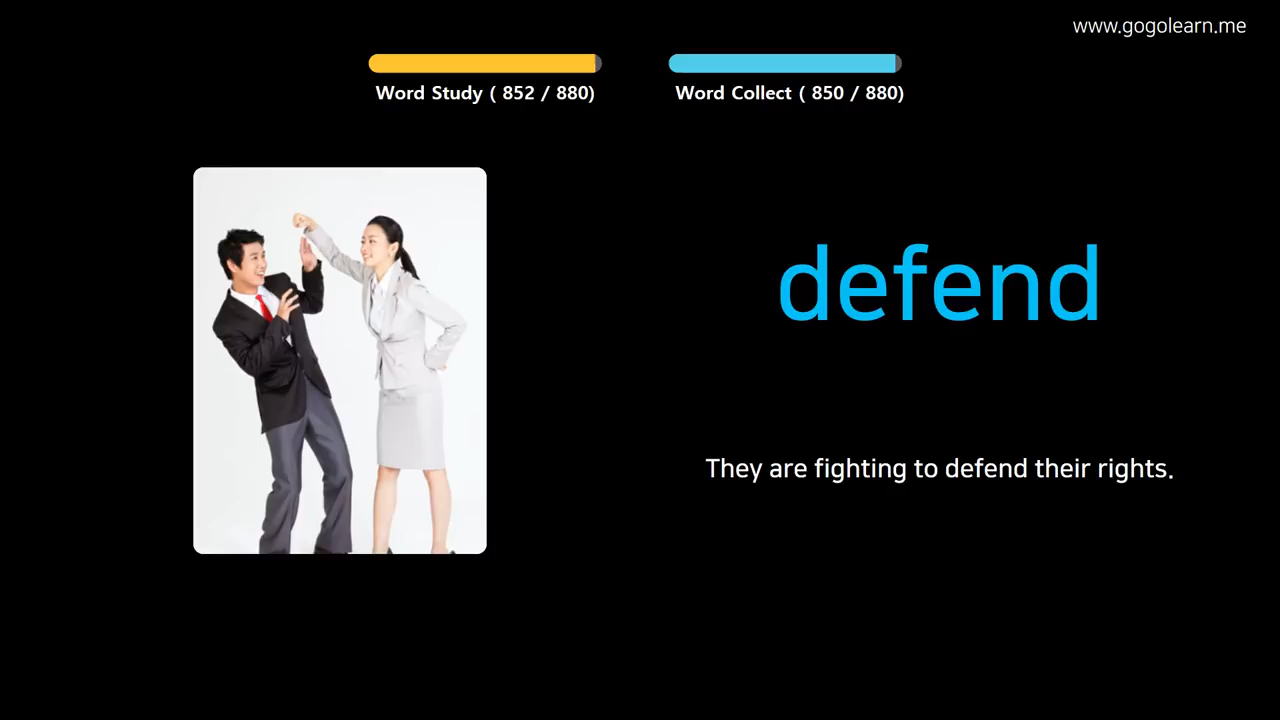 www.gogolearn.me
Word Study ( 852 / 880)
Word Collect ( 850 / 880)
defend
They are fighting to defend their rights.